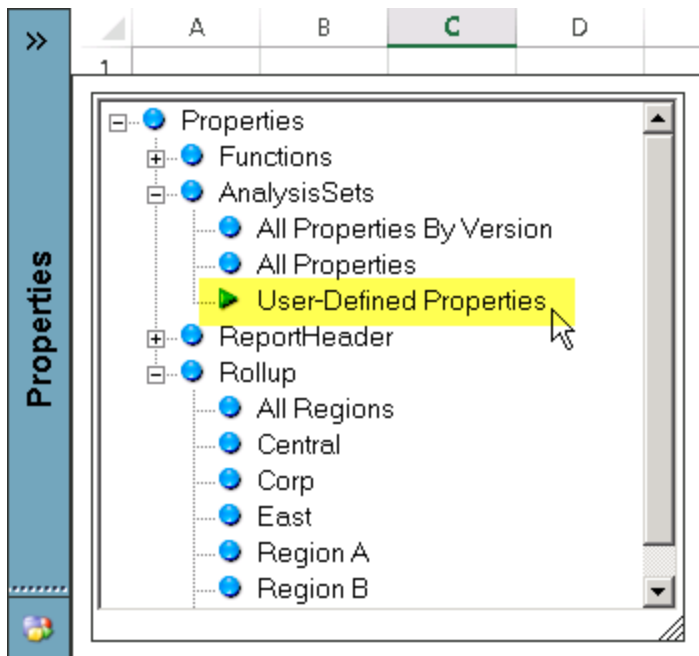 »
A B C D
1
Properties
Properties
Functions
AnalysisSets
All Properties By Version
All Properties
User-Defined Properties
ReportHeader
Rollup
All Regions
Central
Corp
East
Region A
Region B